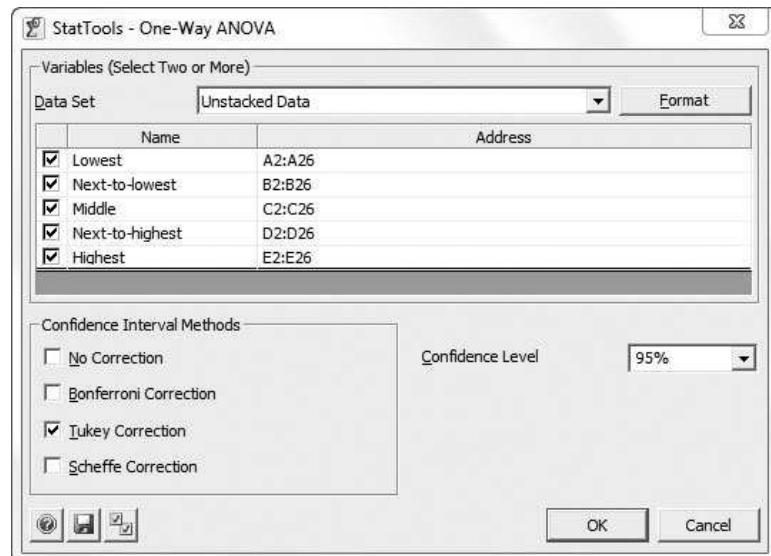 StatTools - One-Way ANOVA
Variables (Select Two or More)
Data Set Unstacked Data Format
Name Address
Lowest A2:A26
Next-to-lowest B2:B26
Middle C2:C26
Next-to-highest D2:D26
Highest E2:E26
Confidence Interval Methods
No Correction
Confidence Level 95%
Bonferroni Correction
Tukey Correction
Scheffe Correction
OK Cancel